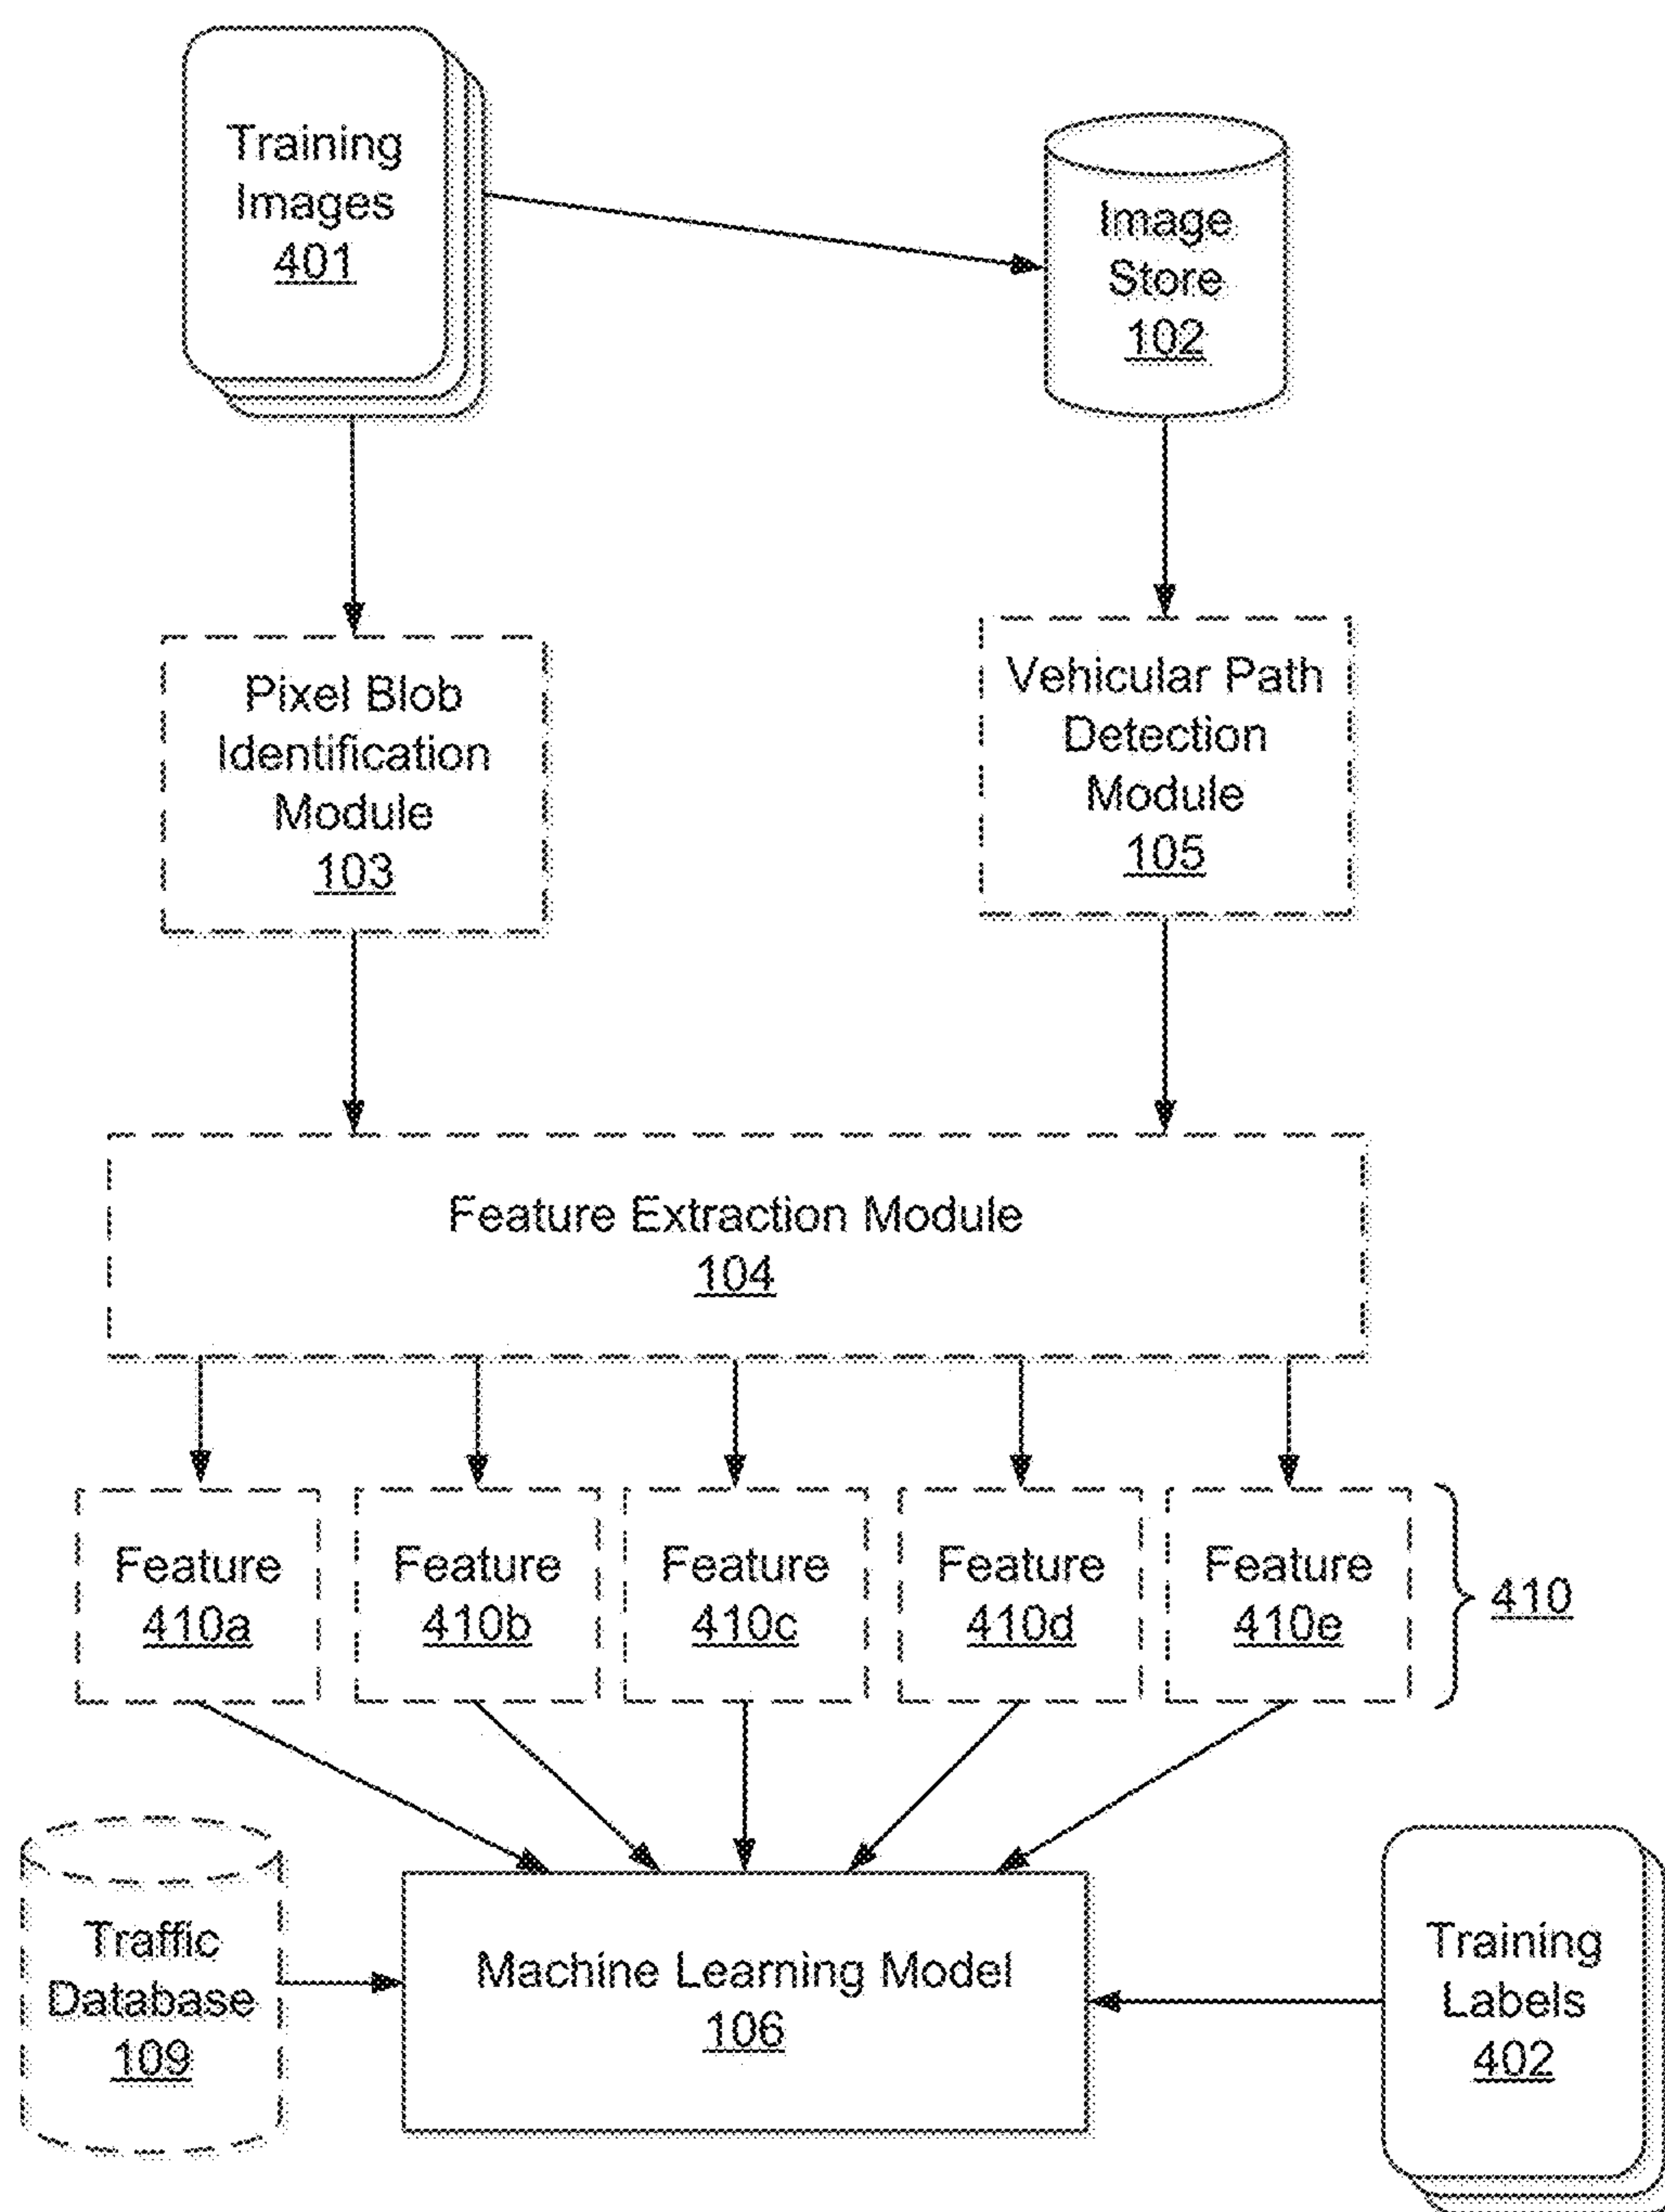 Training
Images
401
Image
Store
102
Pixel Blob
Identification
Module
103
Vehicular Path
Detection
Module
105
Feature Extraction Module
104
Feature
410a
Feature
410b
Feature
410c
Feature
410d
Feature
410e
410
Traffic
Database
109
Machine Learning Model
106
Training
Labels
402